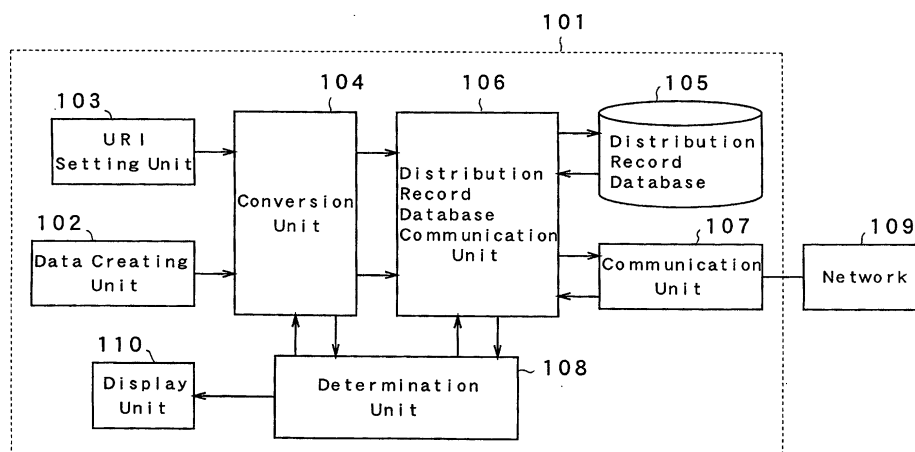 101
103
URI
Setting Unit
104
Conversion
Unit
106
Distribution
Record
Database
Communication
Unit
105
Distribution
Record
Database
102
Data Creating
Unit
107
Communication
Unit
109
Network
110
Display
Unit
Determination
Unit
108